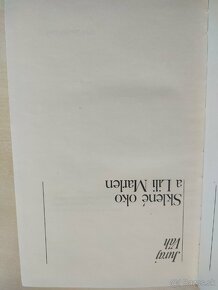 Juraj
Váh
Sklené oko
a Lili Marlen